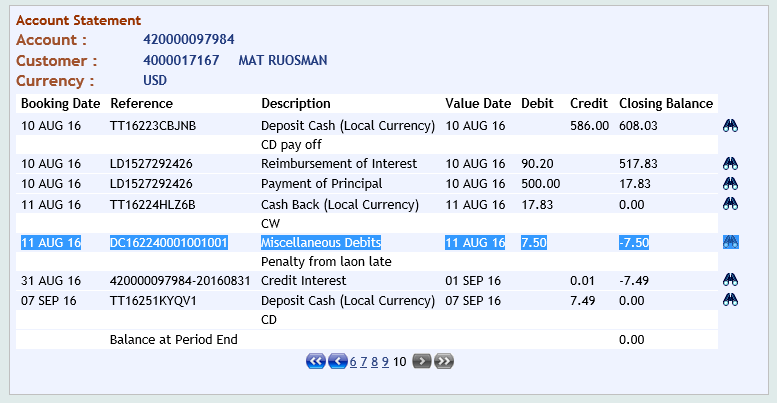 Account Statement
Account : 420000097984
Customer : 4000017167 MAT RUOSMAN
Currency : USD
Booking Date Reference Description Value Date Debit Credit Closing Balance
10 AUG 16 TT16223CBJNB Deposit Cash (Local Currency) 10 AUG 16 586.00 608.03
CD pay off
10 AUG 16 LD1527292426 Reimbursement of Interest 10 AUG 16 90.20 517.83
10 AUG 16 LD1527292426 Payment of Principal 10 AUG 16 500.00 17.83
11 AUG 16 TT16224HLZ6B Cash Back (Local Currency) 11 AUG 16 17.83 0.00
CW
11 AUG 16 DC162240001001001 Miscellaneous Debits 11 AUG 16 7.50 -7.50
Penalty from laon late
31 AUG 16 420000097984-20160831 Credit Interest 01 SEP 16 0.01 -7.49
07 SEP 16 TT16251KYQV1 Deposit Cash (Local Currency) 07 SEP 16 7.49 0.00
CD
Balance at Period End 0.00
6 7 8 9 10